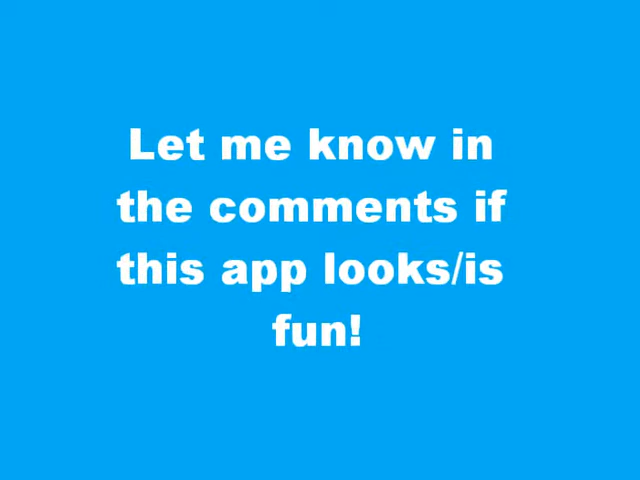 Let me know in
the comments if
this app looks/is
fun!